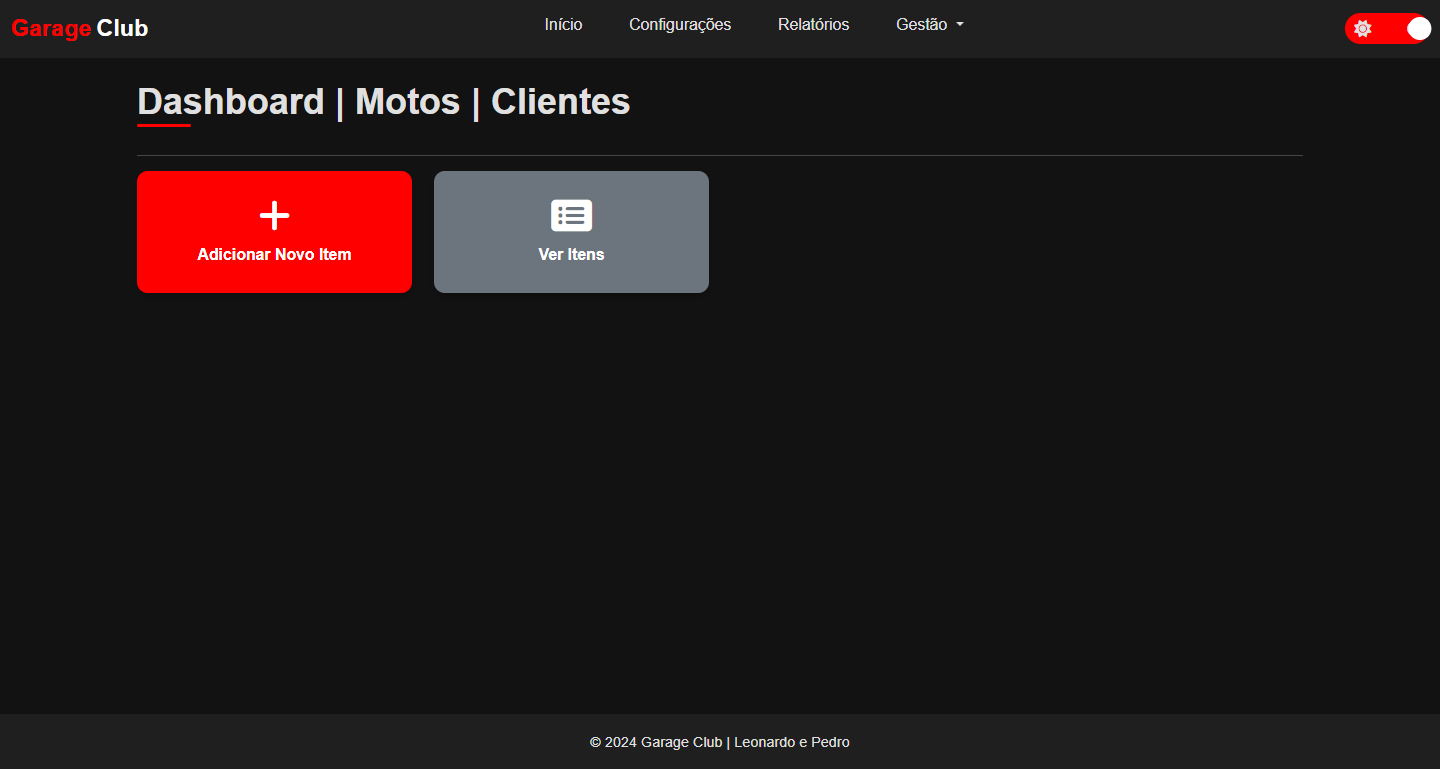 Garage Club
Início Configurações Relatórios Gestão
Dashboard | Motos | Clientes
Adicionar Novo Item
Ver Itens
© 2024 Garage Club | Leonardo e Pedro